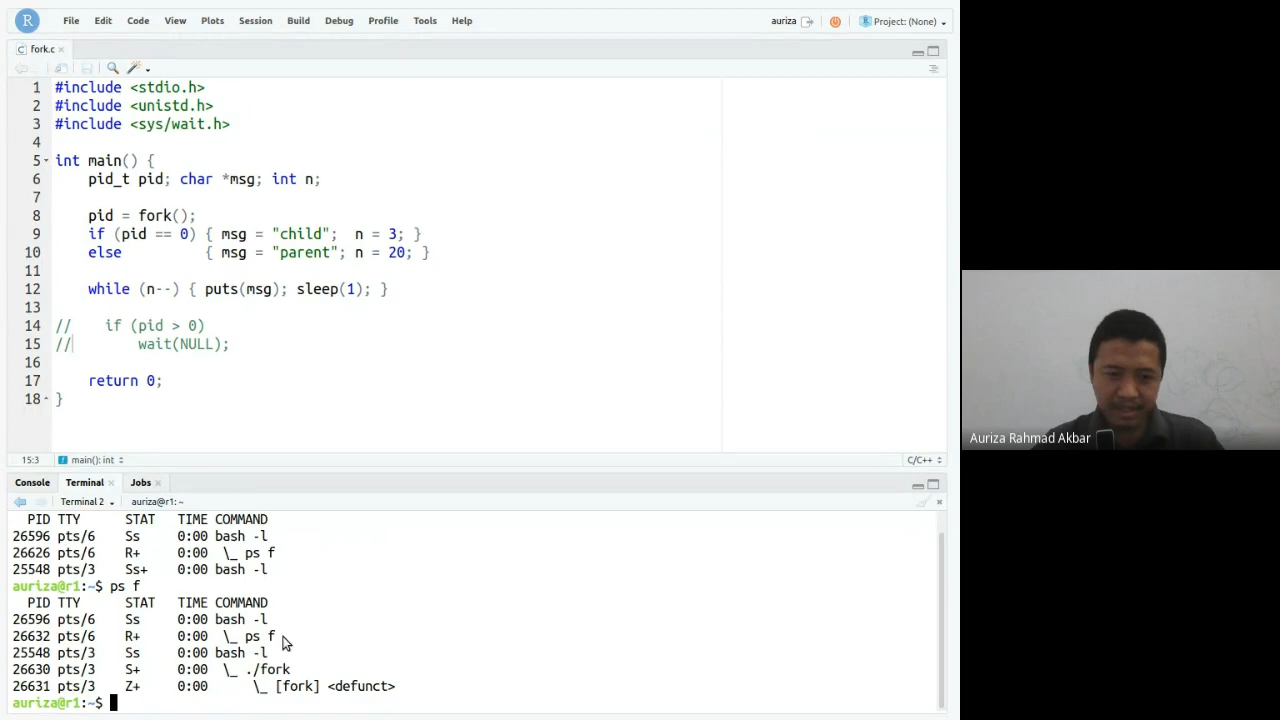 R File Edit Code View Plots Session Build Debug Profile Tools Help auriza R Project: (None)
C fork.c
1 #include <stdio.h>
2 #include <unistd.h>
3 #include <sys/wait.h>
4
5 int main() {
6 pid_t pid; char *msg; int n;
7
8 pid = fork();
9 if (pid == 0) { msg = "child"; n = 3; }
10 else { msg = "parent"; n = 20; }
11
12 while (n--) { puts(msg); sleep(1); }
13
14 // if (pid > 0)
15 // wait(NULL);
16
17 return 0;
18 }
15:3 main(): int C/C++
Console Terminal Jobs
Terminal 2 auriza@r1: ~
PID TTY STAT TIME COMMAND
26596 pts/6 Ss 0:00 bash -l
26626 pts/6 R+ 0:00 \_ ps f
25548 pts/3 Ss+ 0:00 bash -l
auriza@r1:~$ ps f
PID TTY STAT TIME COMMAND
26596 pts/6 Ss 0:00 bash -l
26632 pts/6 R+ 0:00 \_ ps f
25548 pts/3 Ss 0:00 bash -l
26630 pts/3 S+ 0:00 \_ ./fork
26631 pts/3 Z+ 0:00 \_ [fork] <defunct>
auriza@r1:~$
Auriza Rahmad Akbar